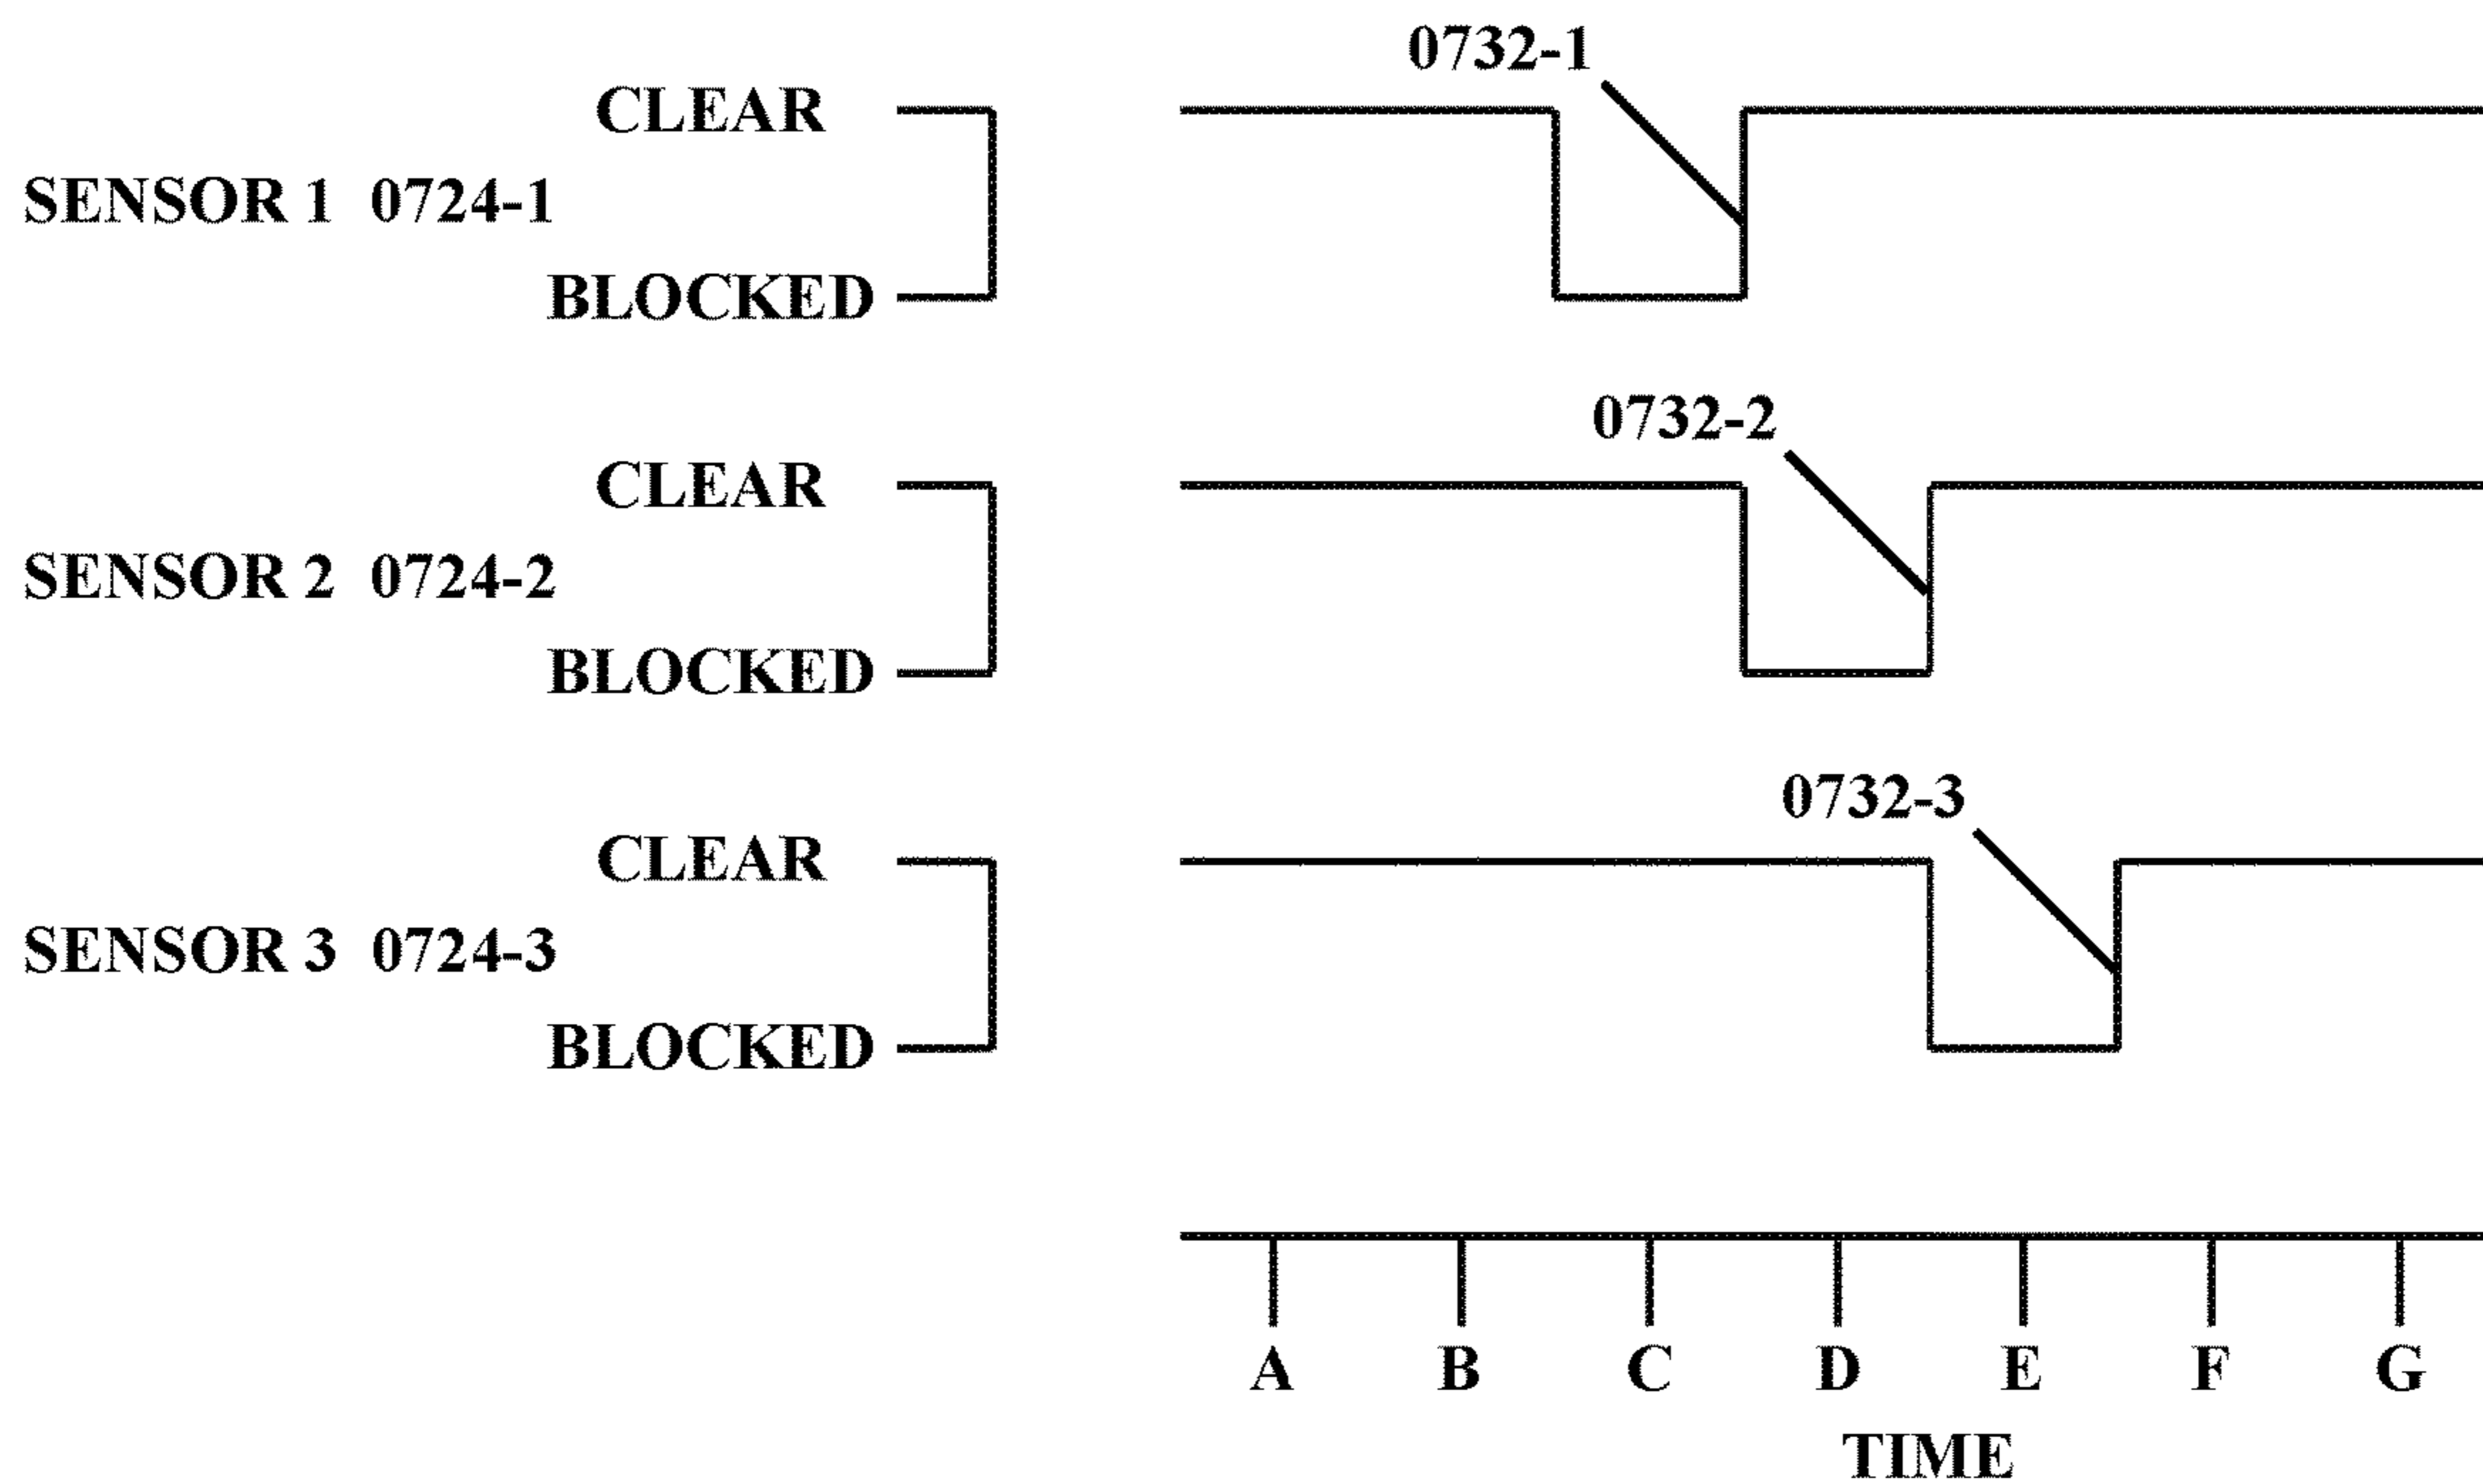 0732-1
CLEAR
SENSOR 1 0724-1
BLOCKED
0732-2
CLEAR
SENSOR 2 0724-2
BLOCKED
0732-3
CLEAR
SENSOR 3 0724-3
BLOCKED
A B C D E F G
TIME